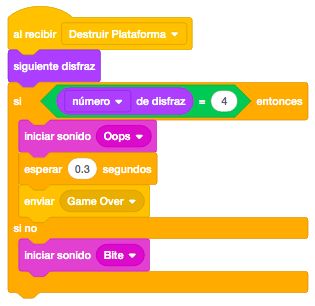 al recibir Destruir Plataforma
siguiente disfraz
si número de disfraz = 4 entonces
iniciar sonido Oops
esperar 0.3 segundos
enviar Game Over
si no
iniciar sonido Bite